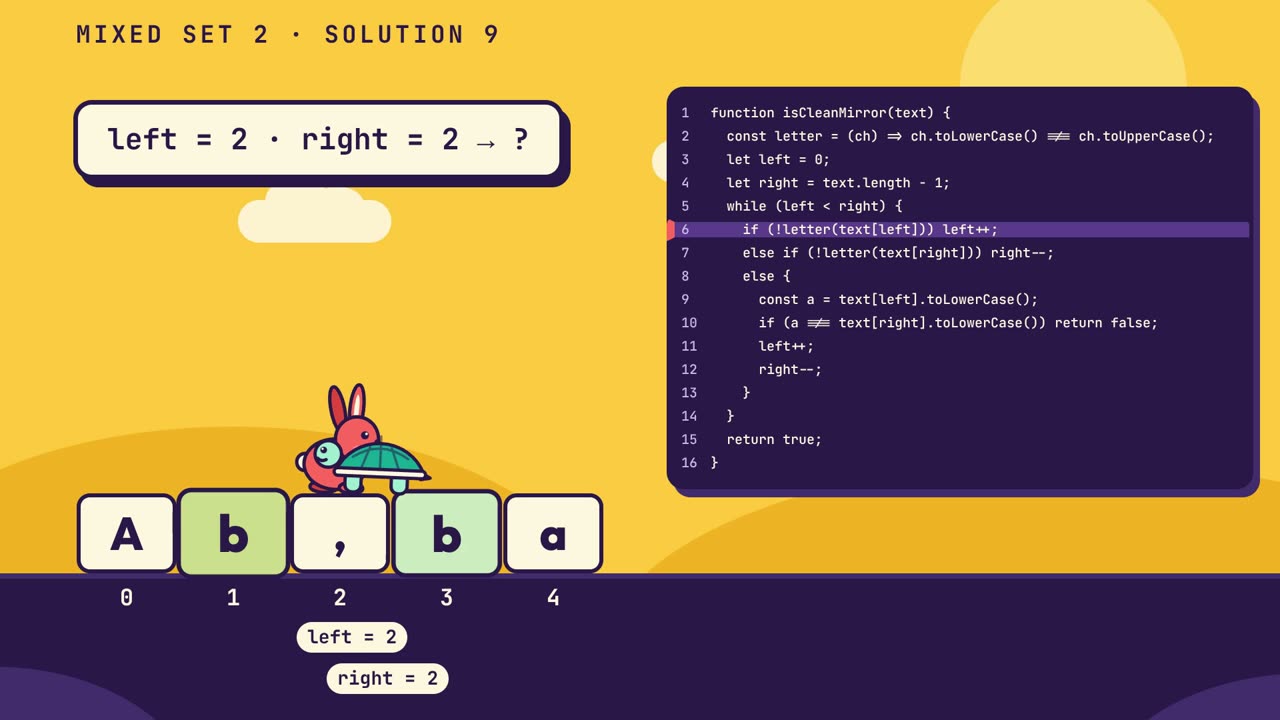 MIXED SET 2 · SOLUTION 9
left = 2 · right = 2 → ?
1 function isCleanMirror(text) {
2 const letter = (ch) => ch.toLowerCase() !== ch.toUpperCase();
3 let left = 0;
4 let right = text.length - 1;
5 while (left < right) {
6 if (!letter(text[left])) left++;
7 else if (!letter(text[right])) right--;
8 else {
9 const a = text[left].toLowerCase();
10 if (a !== text[right].toLowerCase()) return false;
11 left++;
12 right--;
13 }
14 }
15 return true;
16 }
A b , b a
0 1 2 3 4
left = 2
right = 2